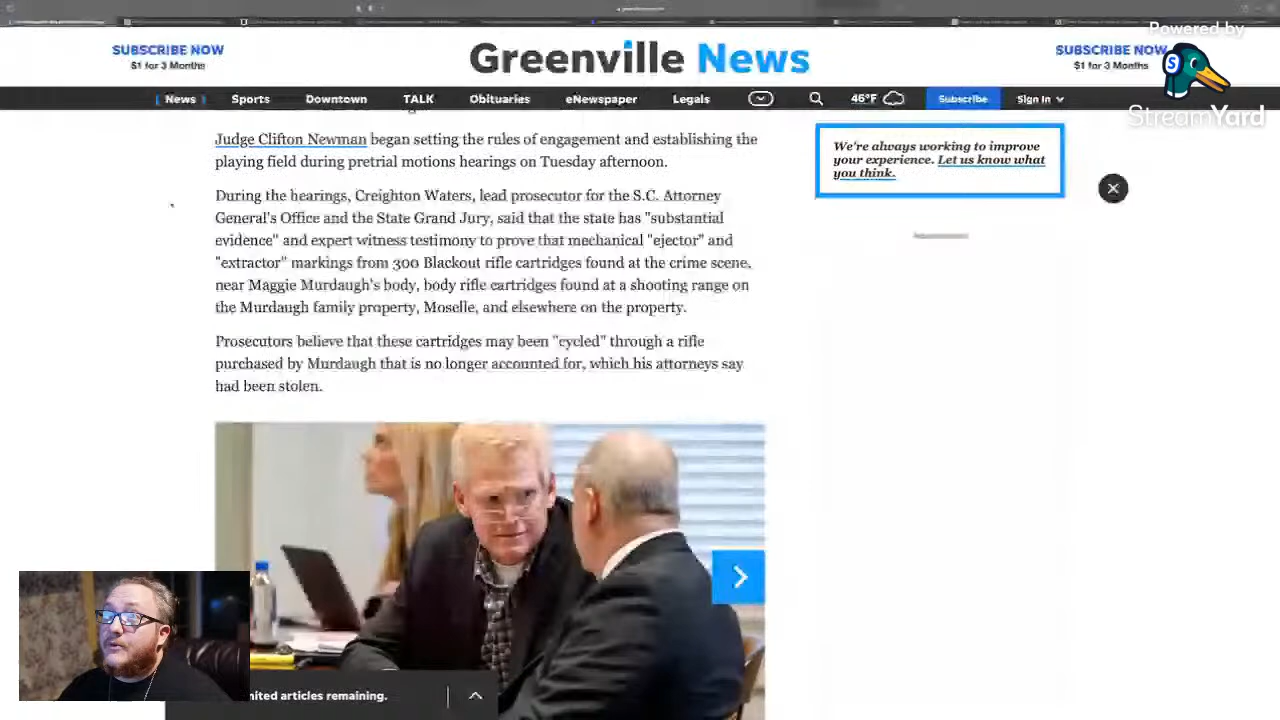 Powered by
StreamYard
SUBSCRIBE NOW
$1 for 3 Months
Greenville News
SUBSCRIBE NOW
$1 for 3 Months
News
Sports
Downtown
TALK
Obituaries
eNewspaper
Legals
46°F
Subscribe
Sign In
Judge Clifton Newman began setting the rules of engagement and establishing the
playing field during pretrial motions hearings on Tuesday afternoon.
During the hearings, Creighton Waters, lead prosecutor for the S.C. Attorney
General's Office and the State Grand Jury, said that the state has "substantial
evidence" and expert witness testimony to prove that mechanical "ejector" and
"extractor" markings from 300 Blackout rifle cartridges found at the crime scene,
near Maggie Murdaugh's body, body rifle cartridges found at a shooting range on
the Murdaugh family property, Moselle, and elsewhere on the property.
Prosecutors believe that these cartridges may been "cycled" through a rifle
purchased by Murdaugh that is no longer accounted for, which his attorneys say
had been stolen.
We're always working to improve
your experience. Let us know what
you think.
articles remaining.